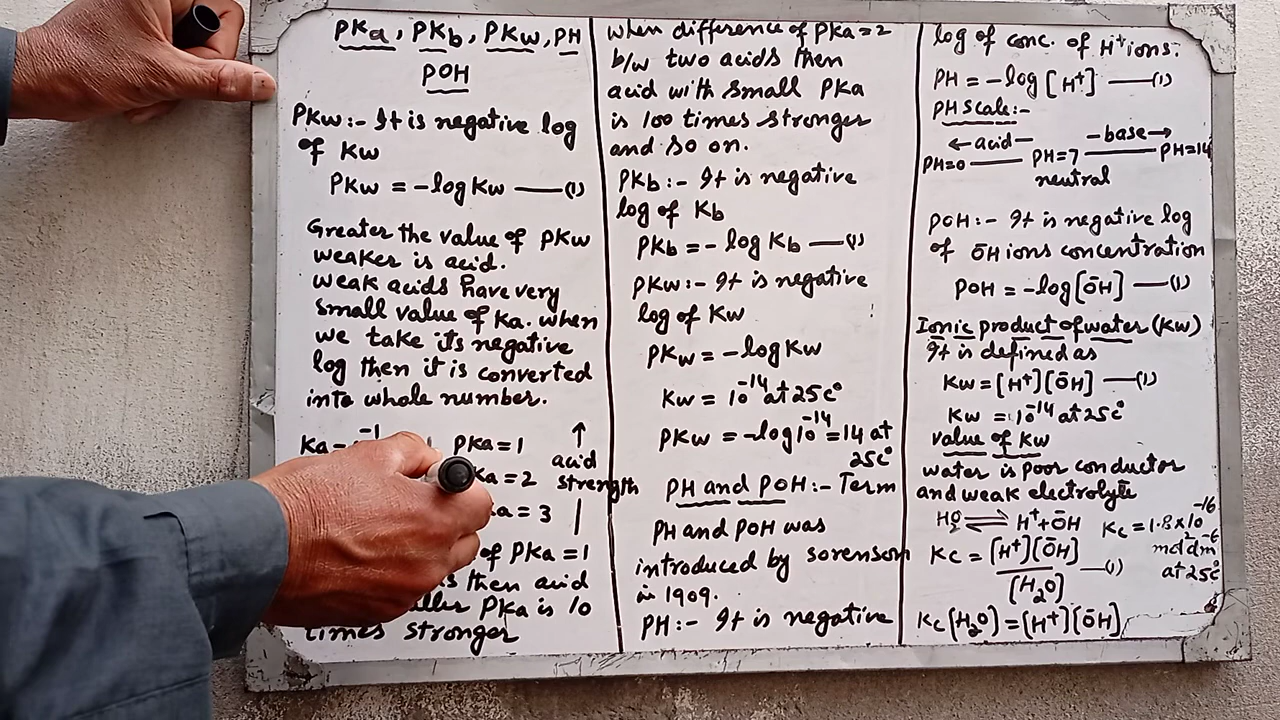 PKa, PKb, PKw, PH
POH
PKw:- It is negative log
of Kw
PKw = -log Kw —(1)
Greater the value of PKw
weaker is acid.
weak acids have very
small value of Ka. when
we take its negative
log then it is converted
into whole number.
Ka PKa=1 ↑
Ka=2 acid
strength
Ka=3 |
of PKa=1
then acid
PKa is 10
times stronger
when difference of PKa=2
b/w two acids then
acid with small PKa
is 100 times stronger
and so on.
PKb:- It is negative
log of Kb
PKb = -log Kb —(1)
PKw:- It is negative
log of Kw
PKw = -log Kw
Kw = 10⁻¹⁴ at 25c°
PKw = -log10⁻¹⁴=14 at
25c°
PH and POH:- Term
PH and POH was
introduced by sorenson
in 1909.
PH:- It is negative
log of conc. of H⁺ ions:
PH = -log [H⁺] —(1)
PH Scale:-
←acid— —base→
PH=0 — PH=7 — PH=14
neutral
POH:- It is negative log
of ŌH ions concentration
POH = -log[ŌH] —(1)
Ionic product of water (Kw)
It is defined as
Kw=[H⁺][ŌH] —(1)
Kw = 10⁻¹⁴ at 25c°
value of Kw
water is poor conductor
and weak electrolyte
H₂O ⇌ H⁺+ŌH Kc = 1.8x10⁻¹⁶
Kc = [H⁺][ŌH] —(1) mol²dm⁻⁶
[H₂O] at 25c°
Kc[H₂O]=[H⁺][ŌH]